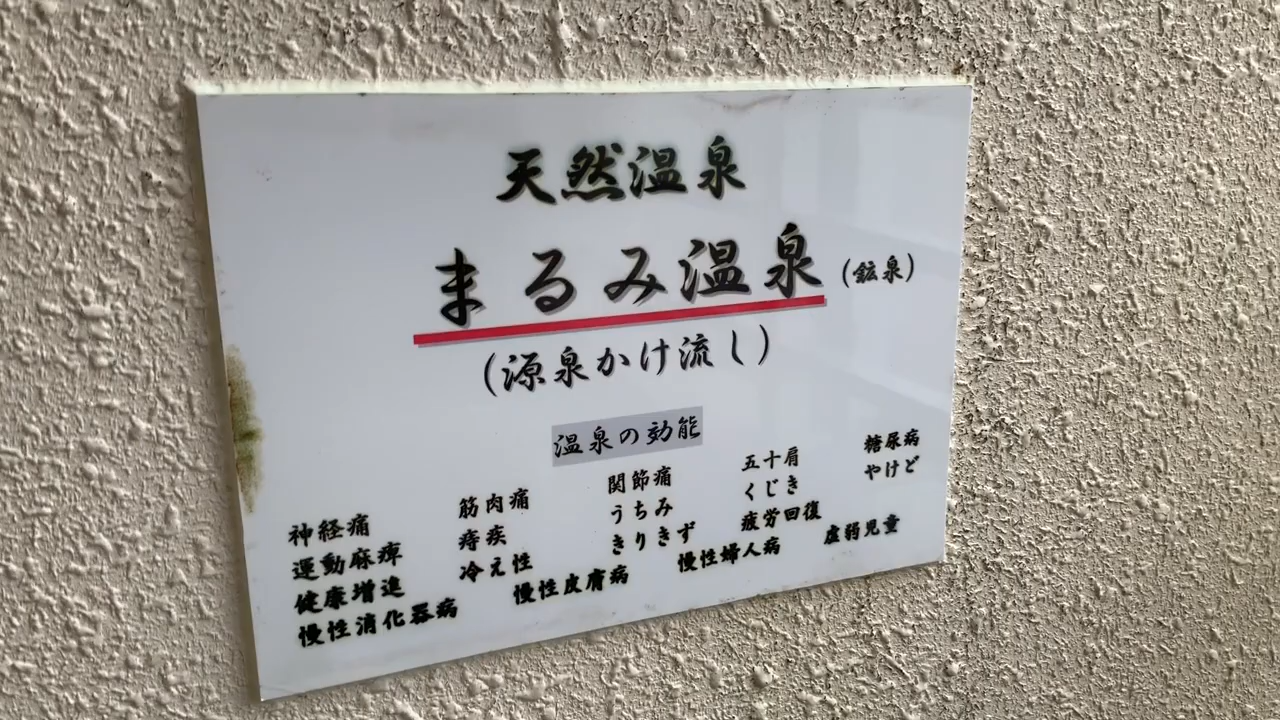 天然温泉
まるみ温泉 (鉱泉)
(源泉かけ流し)
温泉の効能
神経痛 筋肉痛 関節痛 五十肩 糖尿病
運動麻痺 痔疾 うちみ くじき やけど
健康増進 冷え性 きりきず 疲労回復
慢性消化器病 慢性皮膚病 慢性婦人病 虚弱児童